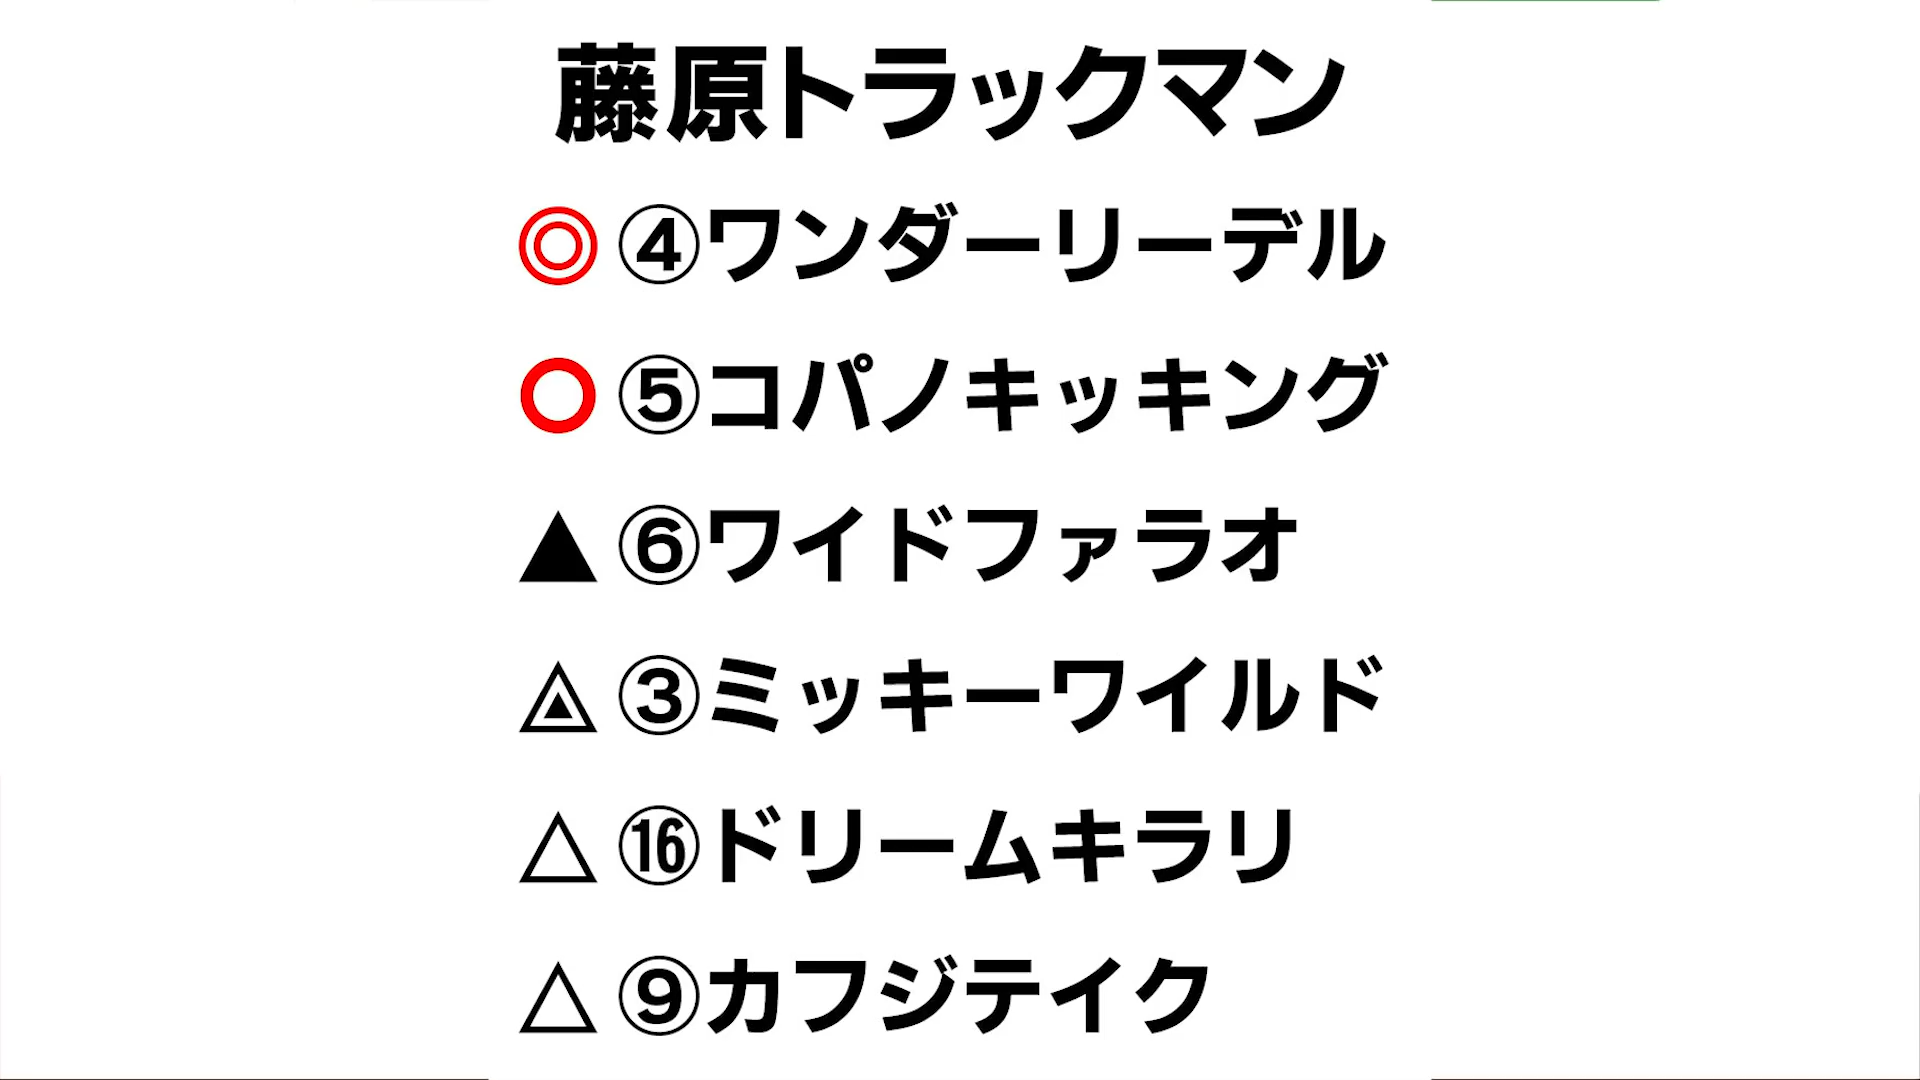 藤原トラックマン
◎④ワンダーリーデル
○⑤コパノキッキング
▲⑥ワイドファラオ
△③ミッキーワイルド
△⑯ドリームキラリ
△⑨カフジテイク